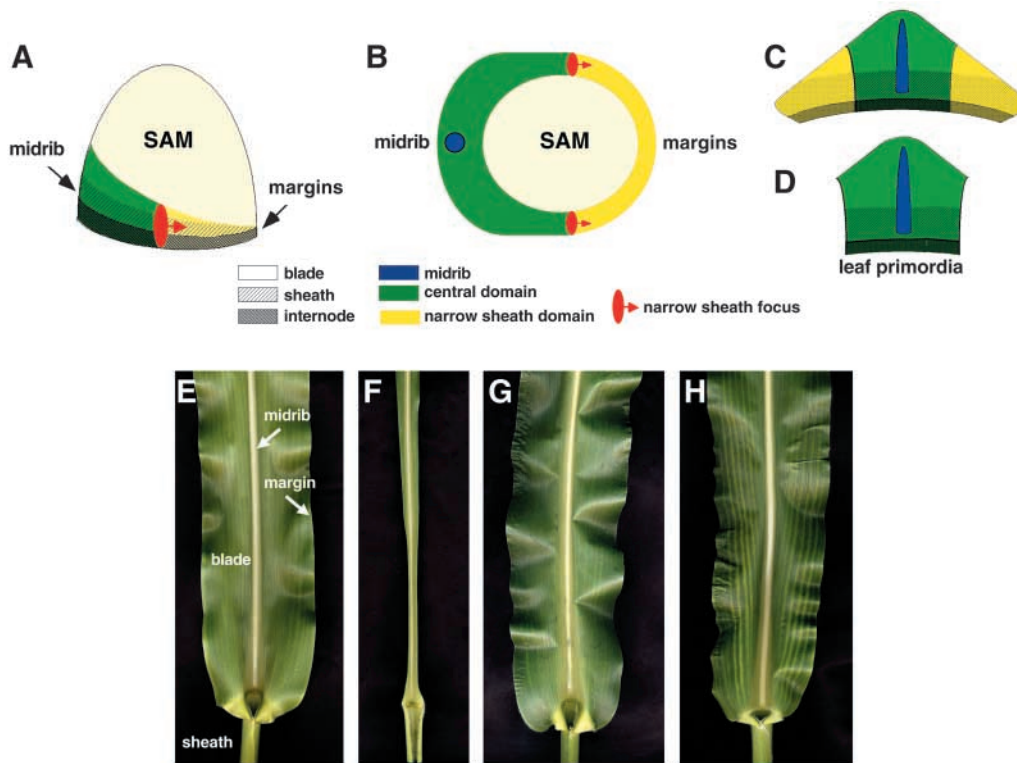 A
B
C
midrib
SAM
margins
midrib
SAM
margins
D
leaf primordia
blade
sheath
internode
midrib
central domain
narrow sheath domain
narrow sheath focus
E
F
G
H
midrib
margin
blade
sheath